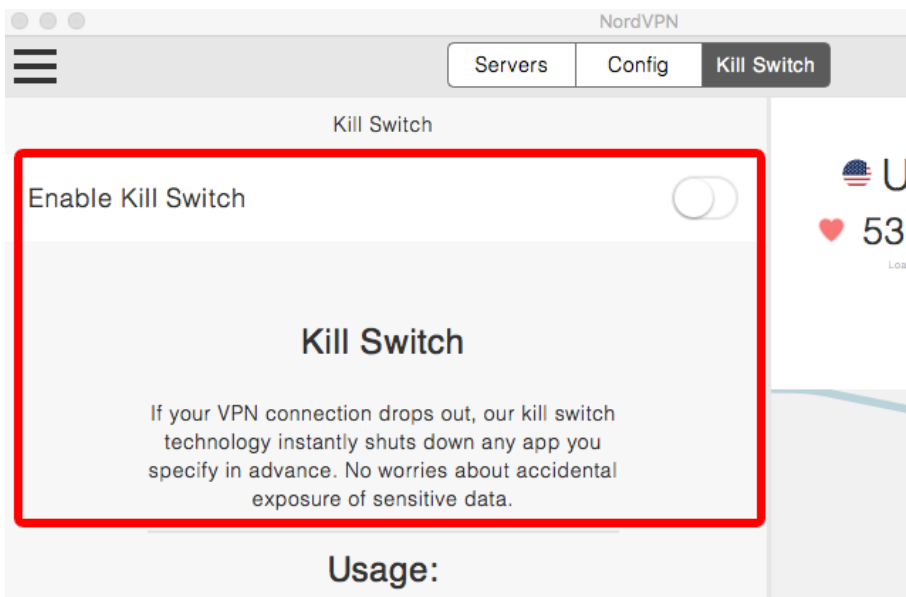 NordVPN
Servers
Config
Kill Switch
Kill Switch
Enable Kill Switch
Kill Switch
If your VPN connection drops out, our kill switch
technology instantly shuts down any app you
specify in advance. No worries about accidental
exposure of sensitive data.
Usage:
U
53
Loa